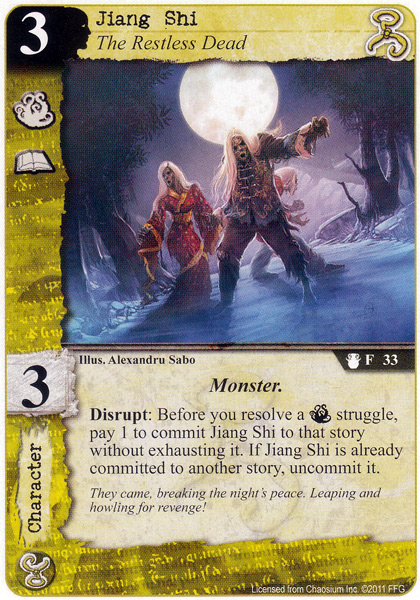 3
Jiang Shi
The Restless Dead
Illus. Alexandru Sabo
F 33
3
Monster.
Disrupt: Before you resolve a struggle,
pay 1 to commit Jiang Shi to that story
without exhausting it. If Jiang Shi is already
committed to another story, uncommit it.
They came, breaking the night's peace. Leaping and
howling for revenge!
Character
Licensed from Chaosium Inc. ©2011 FFG